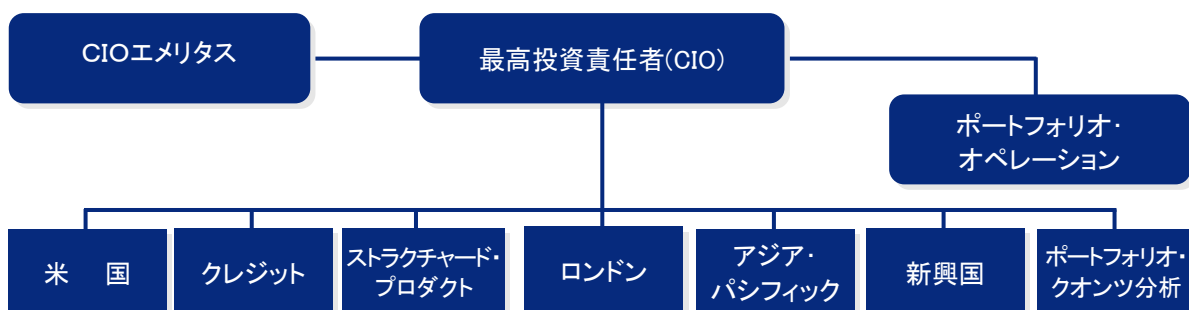 CIOエメリタス
最高投資責任者(CIO)
ポートフォリオ・
オペレーション
米　国
クレジット
ストラクチャード・
プロダクト
ロンドン
アジア・
パシフィック
新興国
ポートフォリオ・
クオンツ分析